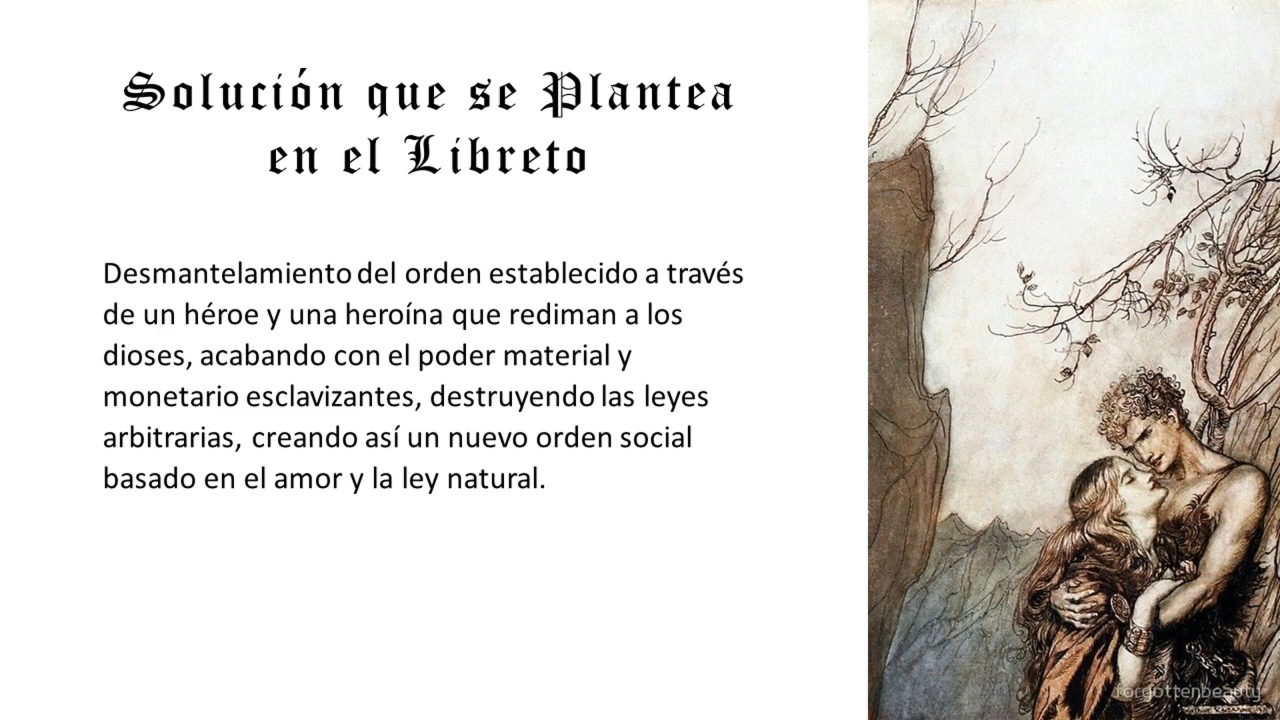 Solución que se Plantea
en el Libreto
Desmantelamiento del orden establecido a través
de un héroe y una heroína que rediman a los
dioses, acabando con el poder material y
monetario esclavizantes, destruyendo las leyes
arbitrarias, creando así un nuevo orden social
basado en el amor y la ley natural.
forgottenbeauty